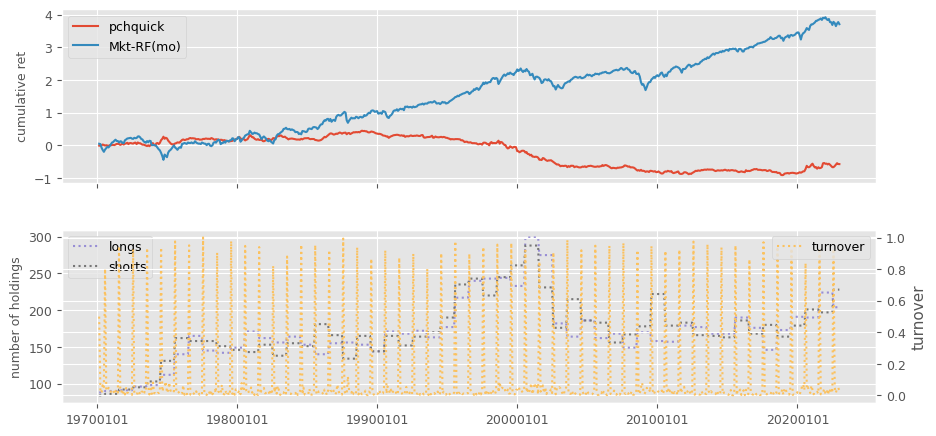 pchquick
Mkt-RF(mo)
cumulative ret
4
3
2
1
0
−1
longs
shorts
turnover
number of holdings
300
250
200
150
100
turnover
1.0
0.8
0.6
0.4
0.2
0.0
19700101
19800101
19900101
20000101
20100101
20200101